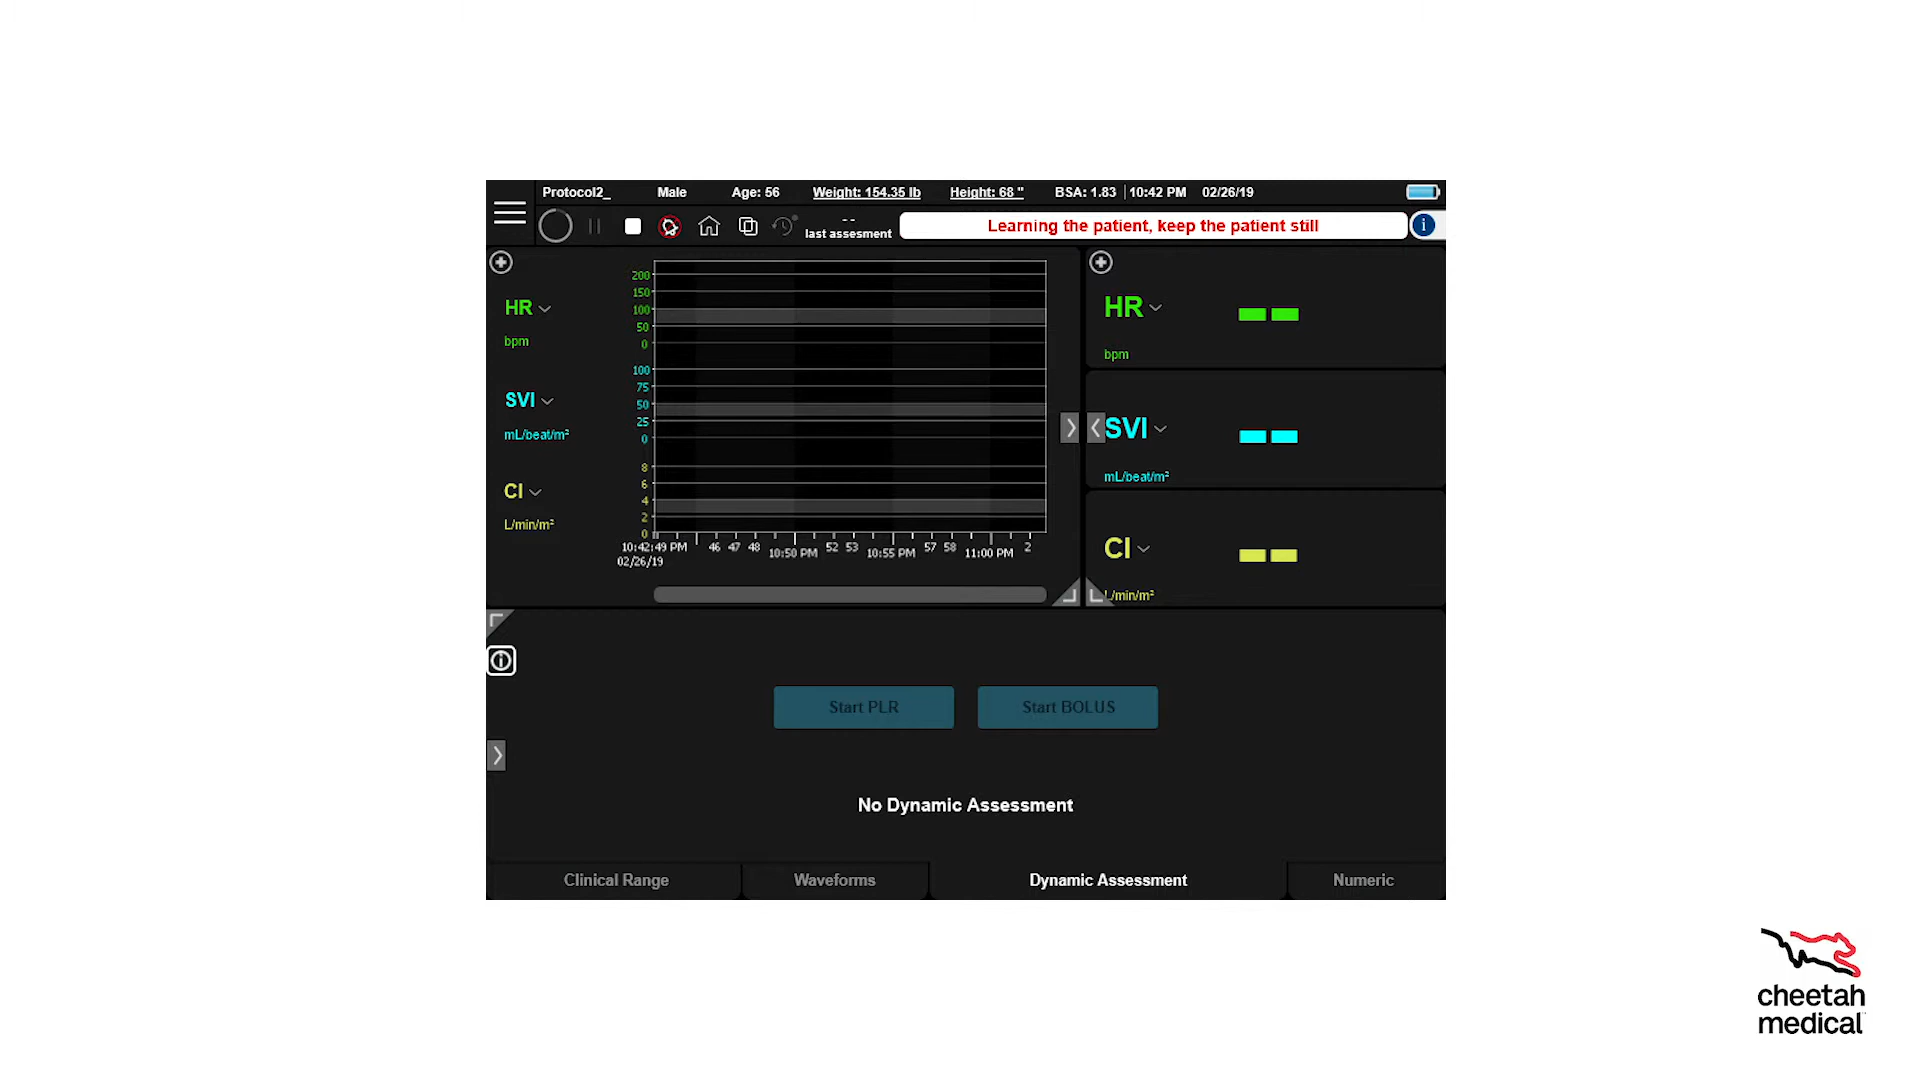 Protocol2_ Male Age: 56 Weight: 154.35 lb Height: 68 " BSA: 1.83 10:42 PM 02/26/19
--
last assesment
Learning the patient, keep the patient still
HR
bpm
SVI
mL/beat/m²
CI
L/min/m²
200
150
100
50
0
100
75
50
25
0
8
6
4
2
0
10:42:49 PM 46 47 48 10:50 PM 52 53 10:55 PM 57 58 11:00 PM 2
02/26/19
HR --
bpm
SVI --
mL/beat/m²
CI --
L/min/m²
Start PLR Start BOLUS
No Dynamic Assessment
Clinical Range Waveforms Dynamic Assessment Numeric
cheetah
medical